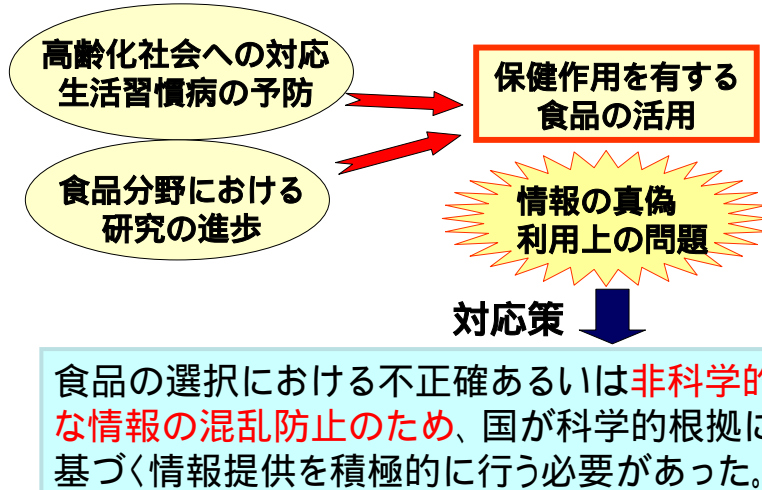 高齢化社会への対応
生活習慣病の予防
保健作用を有する
食品の活用
食品分野における
研究の進歩
情報の真偽
利用上の問題
対応策
食品の選択における不正確あるいは非科学的
な情報の混乱防止のため、国が科学的根拠に
基づく情報提供を積極的に行う必要があった。